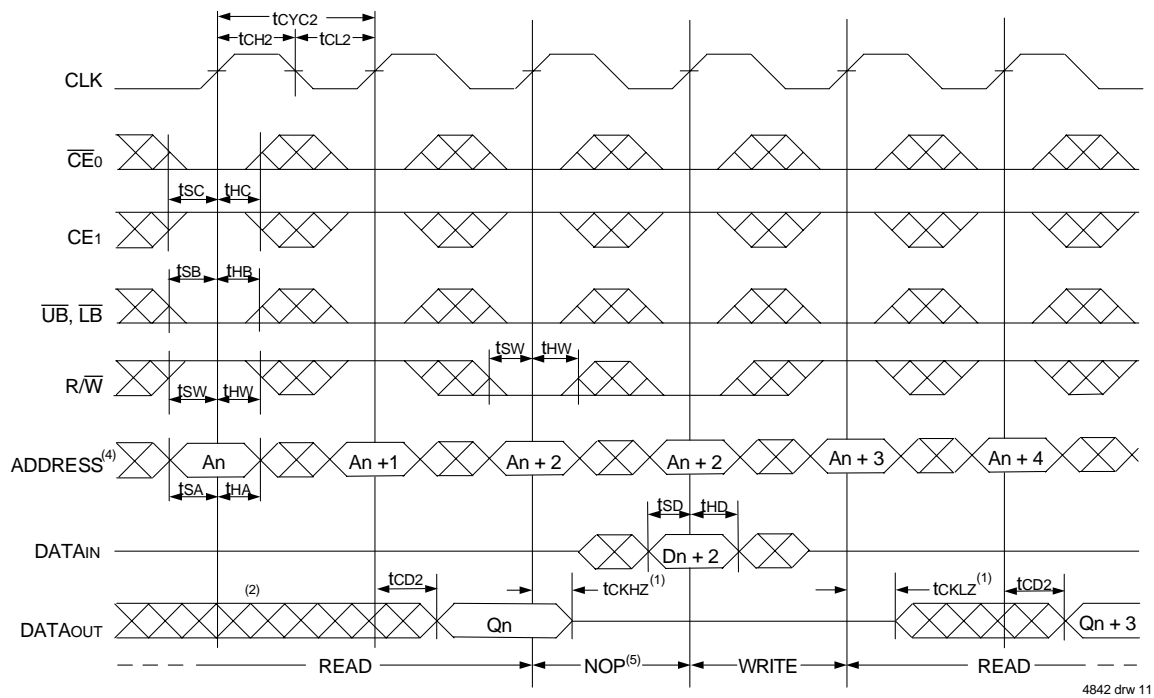 tCYC2
tCH2 tCL2
CLK
CE0
tSC tHC
CE1
tSB tHB
UB, LB
tSW tHW
R/W
tSW tHW
ADDRESS(4) An An +1 An + 2 An + 2 An + 3 An + 4
tSA tHA
tSD tHD
DATAIN Dn + 2
(2) tCD2 tCKHZ(1) tCKLZ(1) tCD2
DATAOUT Qn Qn + 3
READ NOP(5) WRITE READ
4842 drw 11